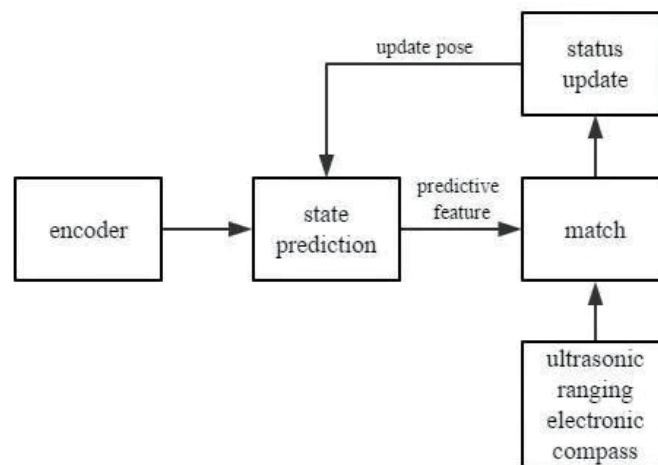 update pose
status
update
encoder
state
prediction
predictive
feature
match
ultrasonic
ranging
electronic
compass